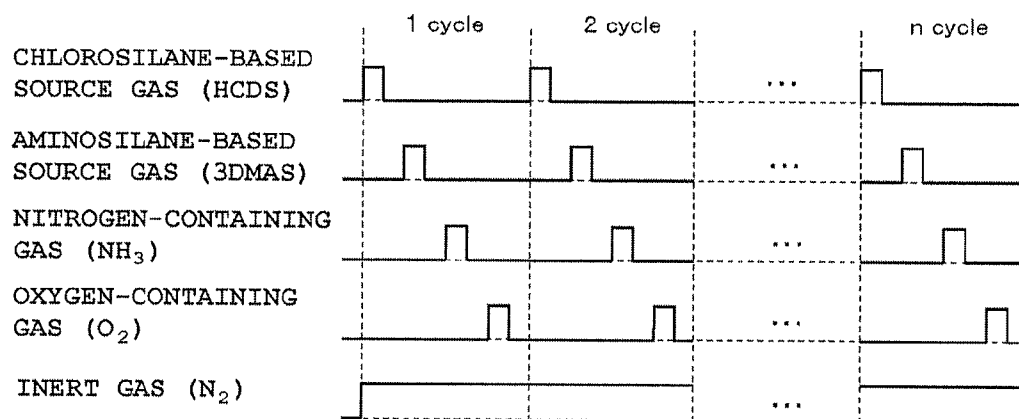 1 cycle 2 cycle n cycle
CHLOROSILANE-BASED
SOURCE GAS (HCDS)
...
AMINOSILANE-BASED
SOURCE GAS (3DMAS)
...
NITROGEN-CONTAINING
GAS (NH₃)
...
OXYGEN-CONTAINING
GAS (O₂)
...
INERT GAS (N₂)
...